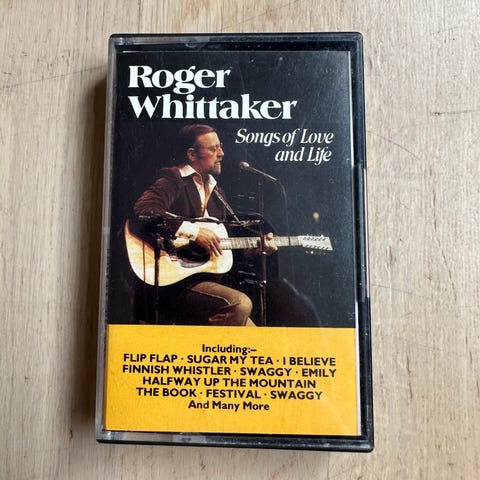 Roger
Whittaker
Songs of Love
and Life
Including:–
FLIP FLAP · SUGAR MY TEA · I BELIEVE
FINNISH WHISTLER · SWAGGY · EMILY
HALFWAY UP THE MOUNTAIN
THE BOOK · FESTIVAL · SWAGGY
And Many More